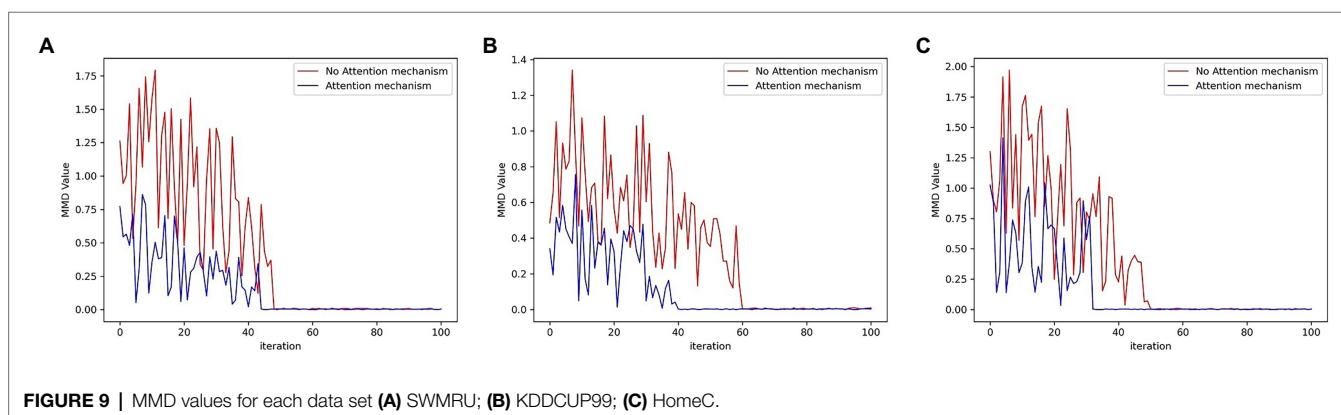 A
No Attention mechanism
Attention mechanism
MMD Value
1.75
1.50
1.25
1.00
0.75
0.50
0.25
0.00
0 20 40 60 80 100
iteration
B
No Attention mechanism
Attention mechanism
MMD Value
1.4
1.2
1.0
0.8
0.6
0.4
0.2
0.0
0 20 40 60 80 100
iteration
C
No Attention mechanism
Attention mechanism
MMD Value
2.00
1.75
1.50
1.25
1.00
0.75
0.50
0.25
0.00
0 20 40 60 80 100
iteration
FIGURE 9 | MMD values for each data set (A) SWMRU; (B) KDDCUP99; (C) HomeC.